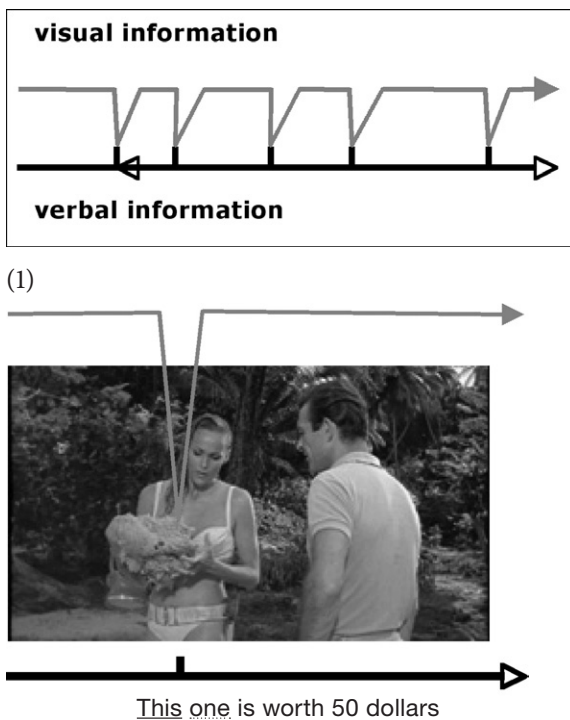 visual information
verbal information
(1)
This one is worth 50 dollars